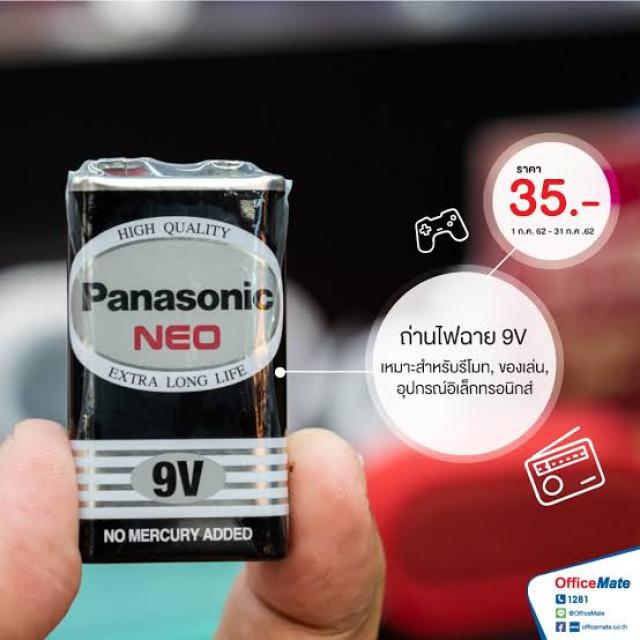 HIGH QUALITY
Panasonic
NEO
EXTRA LONG LIFE
9V
NO MERCURY ADDED
ราคา
35.-
1 ก.ค. 62 - 31 ก.ค .62
ถ่านไฟฉาย 9V
เหมาะสำหรับรีโมท, ของเล่น,
อุปกรณ์อิเล็กทรอนิกส์
OfficeMate
1281
@OfficeMate
officemate.co.th